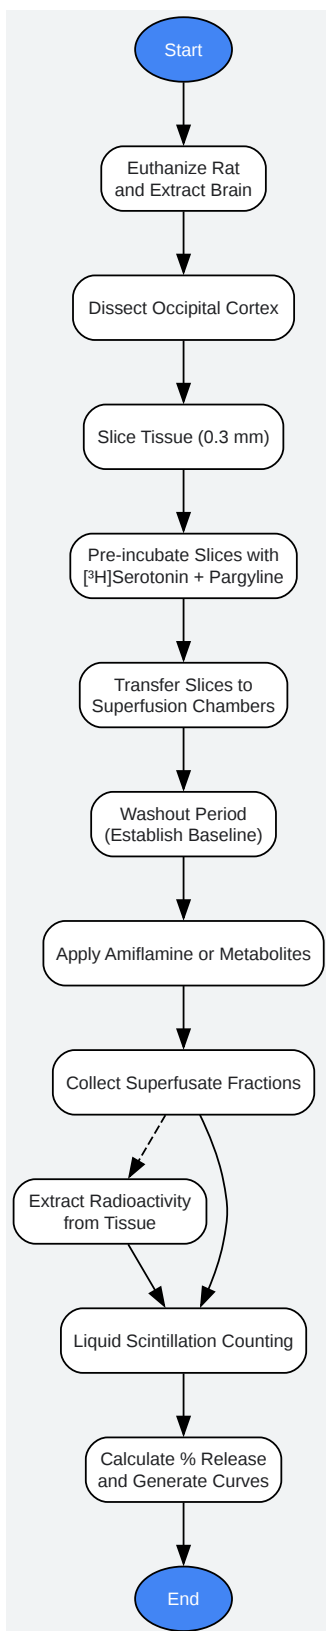 Start
Euthanize Rat
and Extract Brain
Dissect Occipital Cortex
Slice Tissue (0.3 mm)
Pre-incubate Slices with
[³H]Serotonin + Pargyline
Transfer Slices to
Superfusion Chambers
Washout Period
(Establish Baseline)
Apply Amiflamine or Metabolites
Collect Superfusate Fractions
Extract Radioactivity
from Tissue
Liquid Scintillation Counting
Calculate % Release
and Generate Curves
End